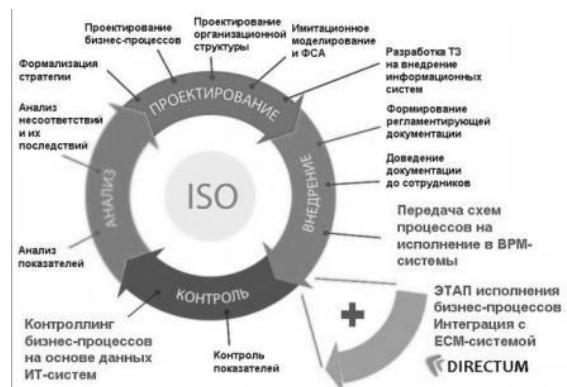 Проектирование
бизнес-процессов
Проектирование
организационной
структуры
Имитационное
моделирование
и ФСА
Разработка ТЗ
на внедрение
информационных
систем
Формализация
стратегии
Анализ
несоответствий
и их
последствий
Формирование
регламентирующей
документации
Доведение
документации
до сотрудников
ПРОЕКТИРОВАНИЕ
АНАЛИЗ
ISO
ВНЕДРЕНИЕ
КОНТРОЛЬ
Передача схем
процессов на
исполнение в BPM-
системы
Анализ
показателей
Контроллинг
бизнес-процессов
на основе данных
ИТ-систем
Контроль
показателей
+
ЭТАП исполнения
бизнес-процессов
Интеграция с
ECM-системой
DIRECTUM